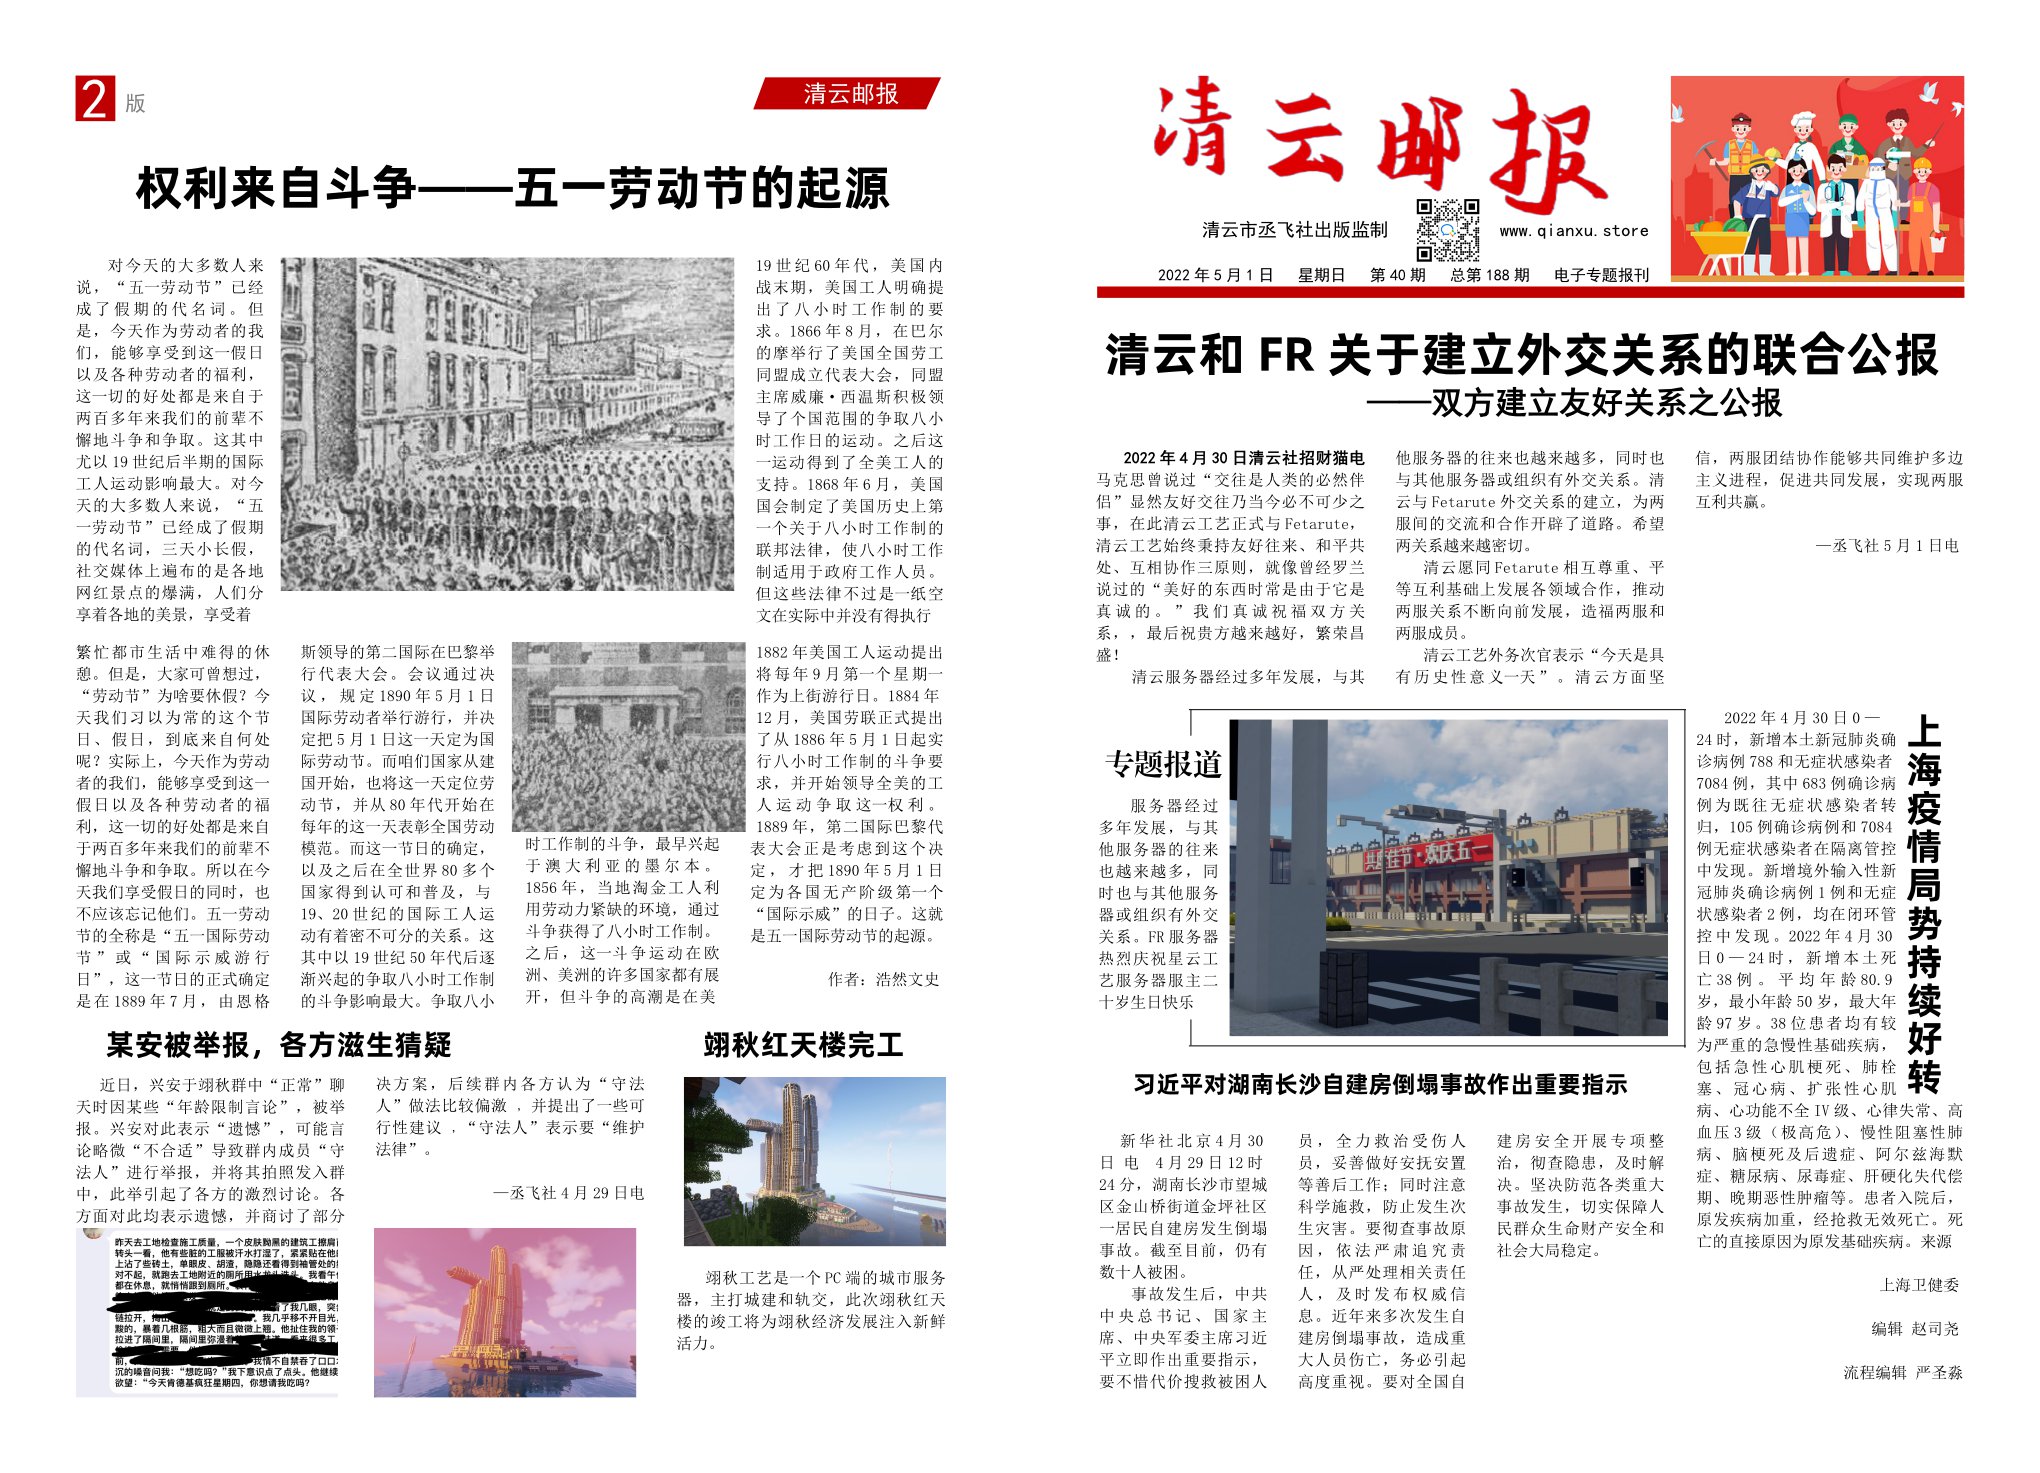 2 版
清云邮报
权利来自斗争——五一劳动节的起源
对今天的大多数人来
说，“五一劳动节”已经
成了假期的代名词。但
是，今天作为劳动者的我
们，能够享受到这一假日
以及各种劳动者的福利，
这一切的好处都是来自于
两百多年来我们的前辈不
懈地斗争和争取。这其中
尤以19世纪后半期的国际
工人运动影响最大。对今
天的大多数人来说，“五
一劳动节”已经成了假期
的代名词，三天小长假，
社交媒体上遍布的是各地
网红景点的爆满，人们分
享着各地的美景，享受着
19世纪60年代，美国内
战末期，美国工人明确提
出了八小时工作制的要
求。1866年8月，在巴尔
的摩举行了美国全国劳工
同盟成立代表大会，同盟
主席威廉·西温斯积极领
导了个国范围的争取八小
时工作日的运动。之后这
一运动得到了全美工人的
支持。1868年6月，美国
国会制定了美国历史上第
一个关于八小时工作制的
联邦法律，使八小时工作
制适用于政府工作人员。
但这些法律不过是一纸空
文在实际中并没有得执行
繁忙都市生活中难得的休
憩。但是，大家可曾想过，
“劳动节”为啥要休假？今
天我们习以为常的这个节
日、假日，到底来自何处
呢？实际上，今天作为劳动
者的我们，能够享受到这一
假日以及各种劳动者的福
利，这一切的好处都是来自
于两百多年来我们的前辈不
懈地斗争和争取。所以在今
天我们享受假日的同时，也
不应该忘记他们。五一劳动
节的全称是“五一国际劳动
节”或“国际示威游行
日”，这一节日的正式确定
是在1889年7月，由恩格
斯领导的第二国际在巴黎举
行代表大会。会议通过决
议，规定1890年5月1日
国际劳动者举行游行，并决
定把5月1日这一天定为国
际劳动节。而咱们国家从建
国开始，也将这一天定位劳
动节，并从80年代开始在
每年的这一天表彰全国劳动
模范。而这一节日的确定，
以及之后在全世界80多个
国家得到认可和普及，与
19、20世纪的国际工人运
动有着密不可分的关系。这
其中以19世纪50年代后逐
渐兴起的争取八小时工作制
的斗争影响最大。争取八小
时工作制的斗争，最早兴起
于澳大利亚的墨尔本。
1856年，当地淘金工人利
用劳动力紧缺的环境，通过
斗争获得了八小时工作制。
之后，这一斗争运动在欧
洲、美洲的许多国家都有展
开，但斗争的高潮是在美
1882年美国工人运动提出
将每年9月第一个星期一
作为上街游行日。1884年
12月，美国劳联正式提出
了从1886年5月1日起实
行八小时工作制的斗争要
求，并开始领导全美的工
人运动争取这一权利。
1889年，第二国际巴黎代
表大会正是考虑到这个决
定，才把1890年5月1日
定为各国无产阶级第一个
“国际示威”的日子。这就
是五一国际劳动节的起源。
作者：浩然文史
某安被举报，各方滋生猜疑
近日，兴安于翊秋群中“正常”聊
天时因某些“年龄限制言论”，被举
报。兴安对此表示“遗憾”，可能言
论略微“不合适”导致群内成员“守
法人”进行举报，并将其拍照发入群
中，此举引起了各方的激烈讨论。各
方面对此均表示遗憾，并商讨了部分
决方案，后续群内各方认为“守法
人”做法比较偏激，并提出了一些可
行性建议，“守法人”表示要“维护
法律”。
—丞飞社4月29日电
昨天去工地检查施工质量，一个皮肤黝黑的建筑工擦肩
转头一看，他有些脏的工服被汗水打湿了，紧紧贴在他
上沾了些砖土，单眼皮、胡渣，隐隐还看得到袖管处的
对不起，就跑去工地附近的厕所用水龙头洗头。我看午
都在休息，就悄悄跟到厕所。
了我几眼，突
链拉开，
我几乎移不开目光，
黢的，暴着几根筋，粗大而且微微上翘。他扯住我的领
拉进了隔间里，隔间里弥漫着
前，
我情不自禁吞了口口
沉的嗓音问我：“想吃吗？”我下意识点了点头。他继续
欲望：“今天肯德基疯狂星期四，你想请我吃吗？
翊秋红天楼完工
翊秋工艺是一个PC端的城市服务
器，主打城建和轨交，此次翊秋红天
楼的竣工将为翊秋经济发展注入新鲜
活力。
清云邮报
清云市丞飞社出版监制
www.qianxu.store
2022年5月1日 星期日 第40期 总第188期 电子专题报刊
清云和 FR 关于建立外交关系的联合公报
——双方建立友好关系之公报
2022年4月30日清云社招财猫电
马克思曾说过“交往是人类的必然伴
侣”显然友好交往乃当今必不可少之
事，在此清云工艺正式与Fetarute，
清云工艺始终秉持友好往来、和平共
处、互相协作三原则，就像曾经罗兰
说过的“美好的东西时常是由于它是
真诚的。”我们真诚祝福双方关
系，，最后祝贵方越来越好，繁荣昌
盛！
清云服务器经过多年发展，与其
他服务器的往来也越来越多，同时也
与其他服务器或组织有外交关系。清
云与Fetarute外交关系的建立，为两
服间的交流和合作开辟了道路。希望
两关系越来越密切。
清云愿同Fetarute相互尊重、平
等互利基础上发展各领域合作，推动
两服关系不断向前发展，造福两服和
两服成员。
清云工艺外务次官表示“今天是具
有历史性意义一天”。清云方面坚
信，两服团结协作能够共同维护多边
主义进程，促进共同发展，实现两服
互利共赢。
—丞飞社5月1日电
专题报道
服务器经过
多年发展，与其
他服务器的往来
也越来越多，同
时也与其他服务
器或组织有外交
关系。FR服务器
热烈庆祝星云工
艺服务器服主二
十岁生日快乐
共度佳节·欢庆五一
上海疫情局势持续好转
2022年4月30日0—
24时，新增本土新冠肺炎确
诊病例788和无症状感染者
7084例，其中683例确诊病
例为既往无症状感染者转
归，105例确诊病例和7084
例无症状感染者在隔离管控
中发现。新增境外输入性新
冠肺炎确诊病例1例和无症
状感染者2例，均在闭环管
控中发现。2022年4月30
日0—24时，新增本土死
亡38例。平均年龄80.9
岁，最小年龄50岁，最大年
龄97岁。38位患者均有较
为严重的急慢性基础疾病，
包括急性心肌梗死、肺栓
塞、冠心病、扩张性心肌
病、心功能不全IV级、心律失常、高
血压3级（极高危）、慢性阻塞性肺
病、脑梗死及后遗症、阿尔兹海默
症、糖尿病、尿毒症、肝硬化失代偿
期、晚期恶性肿瘤等。患者入院后，
原发疾病加重，经抢救无效死亡。死
亡的直接原因为原发基础疾病。来源
上海卫健委
编辑 赵司尧
流程编辑 严圣淼
习近平对湖南长沙自建房倒塌事故作出重要指示
新华社北京4月30
日电 4月29日12时
24分，湖南长沙市望城
区金山桥街道金坪社区
一居民自建房发生倒塌
事故。截至目前，仍有
数十人被困。
事故发生后，中共
中央总书记、国家主
席、中央军委主席习近
平立即作出重要指示，
要不惜代价搜救被困人
员，全力救治受伤人
员，妥善做好安抚安置
等善后工作；同时注意
科学施救，防止发生次
生灾害。要彻查事故原
因，依法严肃追究责
任，从严处理相关责任
人，及时发布权威信
息。近年来多次发生自
建房倒塌事故，造成重
大人员伤亡，务必引起
高度重视。要对全国自
建房安全开展专项整
治，彻查隐患，及时解
决。坚决防范各类重大
事故发生，切实保障人
民群众生命财产安全和
社会大局稳定。